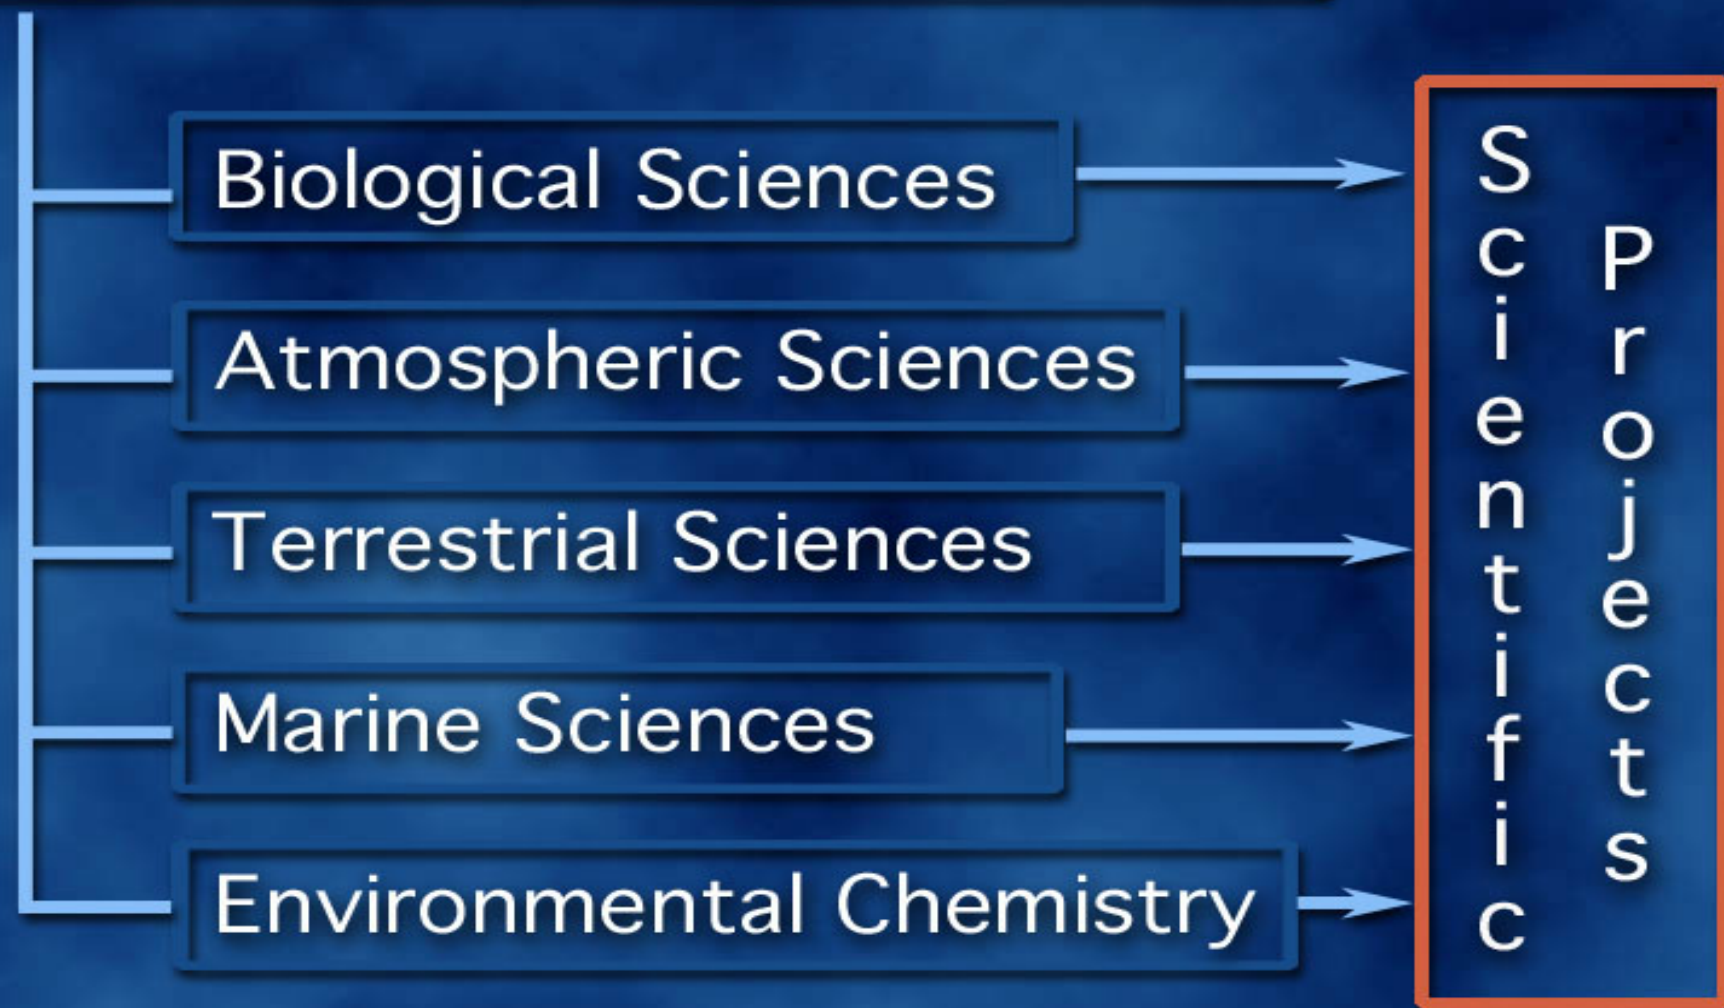 Biological Sciences
Atmospheric Sciences
Terrestrial Sciences
Marine Sciences
Environmental Chemistry
Scientific
Projects